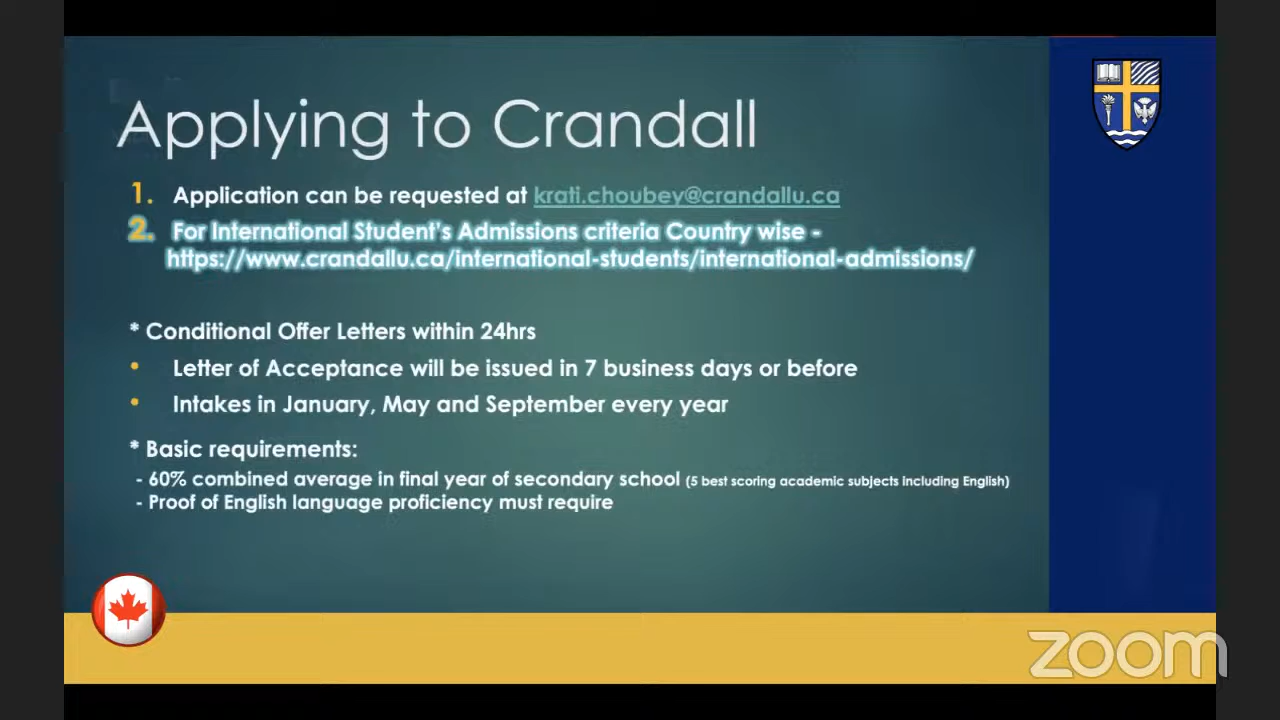 Applying to Crandall
1. Application can be requested at krati.choubey@crandallu.ca
2. For International Student's Admissions criteria Country wise -
https://www.crandallu.ca/international-students/international-admissions/
* Conditional Offer Letters within 24hrs
• Letter of Acceptance will be issued in 7 business days or before
• Intakes in January, May and September every year
* Basic requirements:
- 60% combined average in final year of secondary school (5 best scoring academic subjects including English)
- Proof of English language proficiency must require
zoom